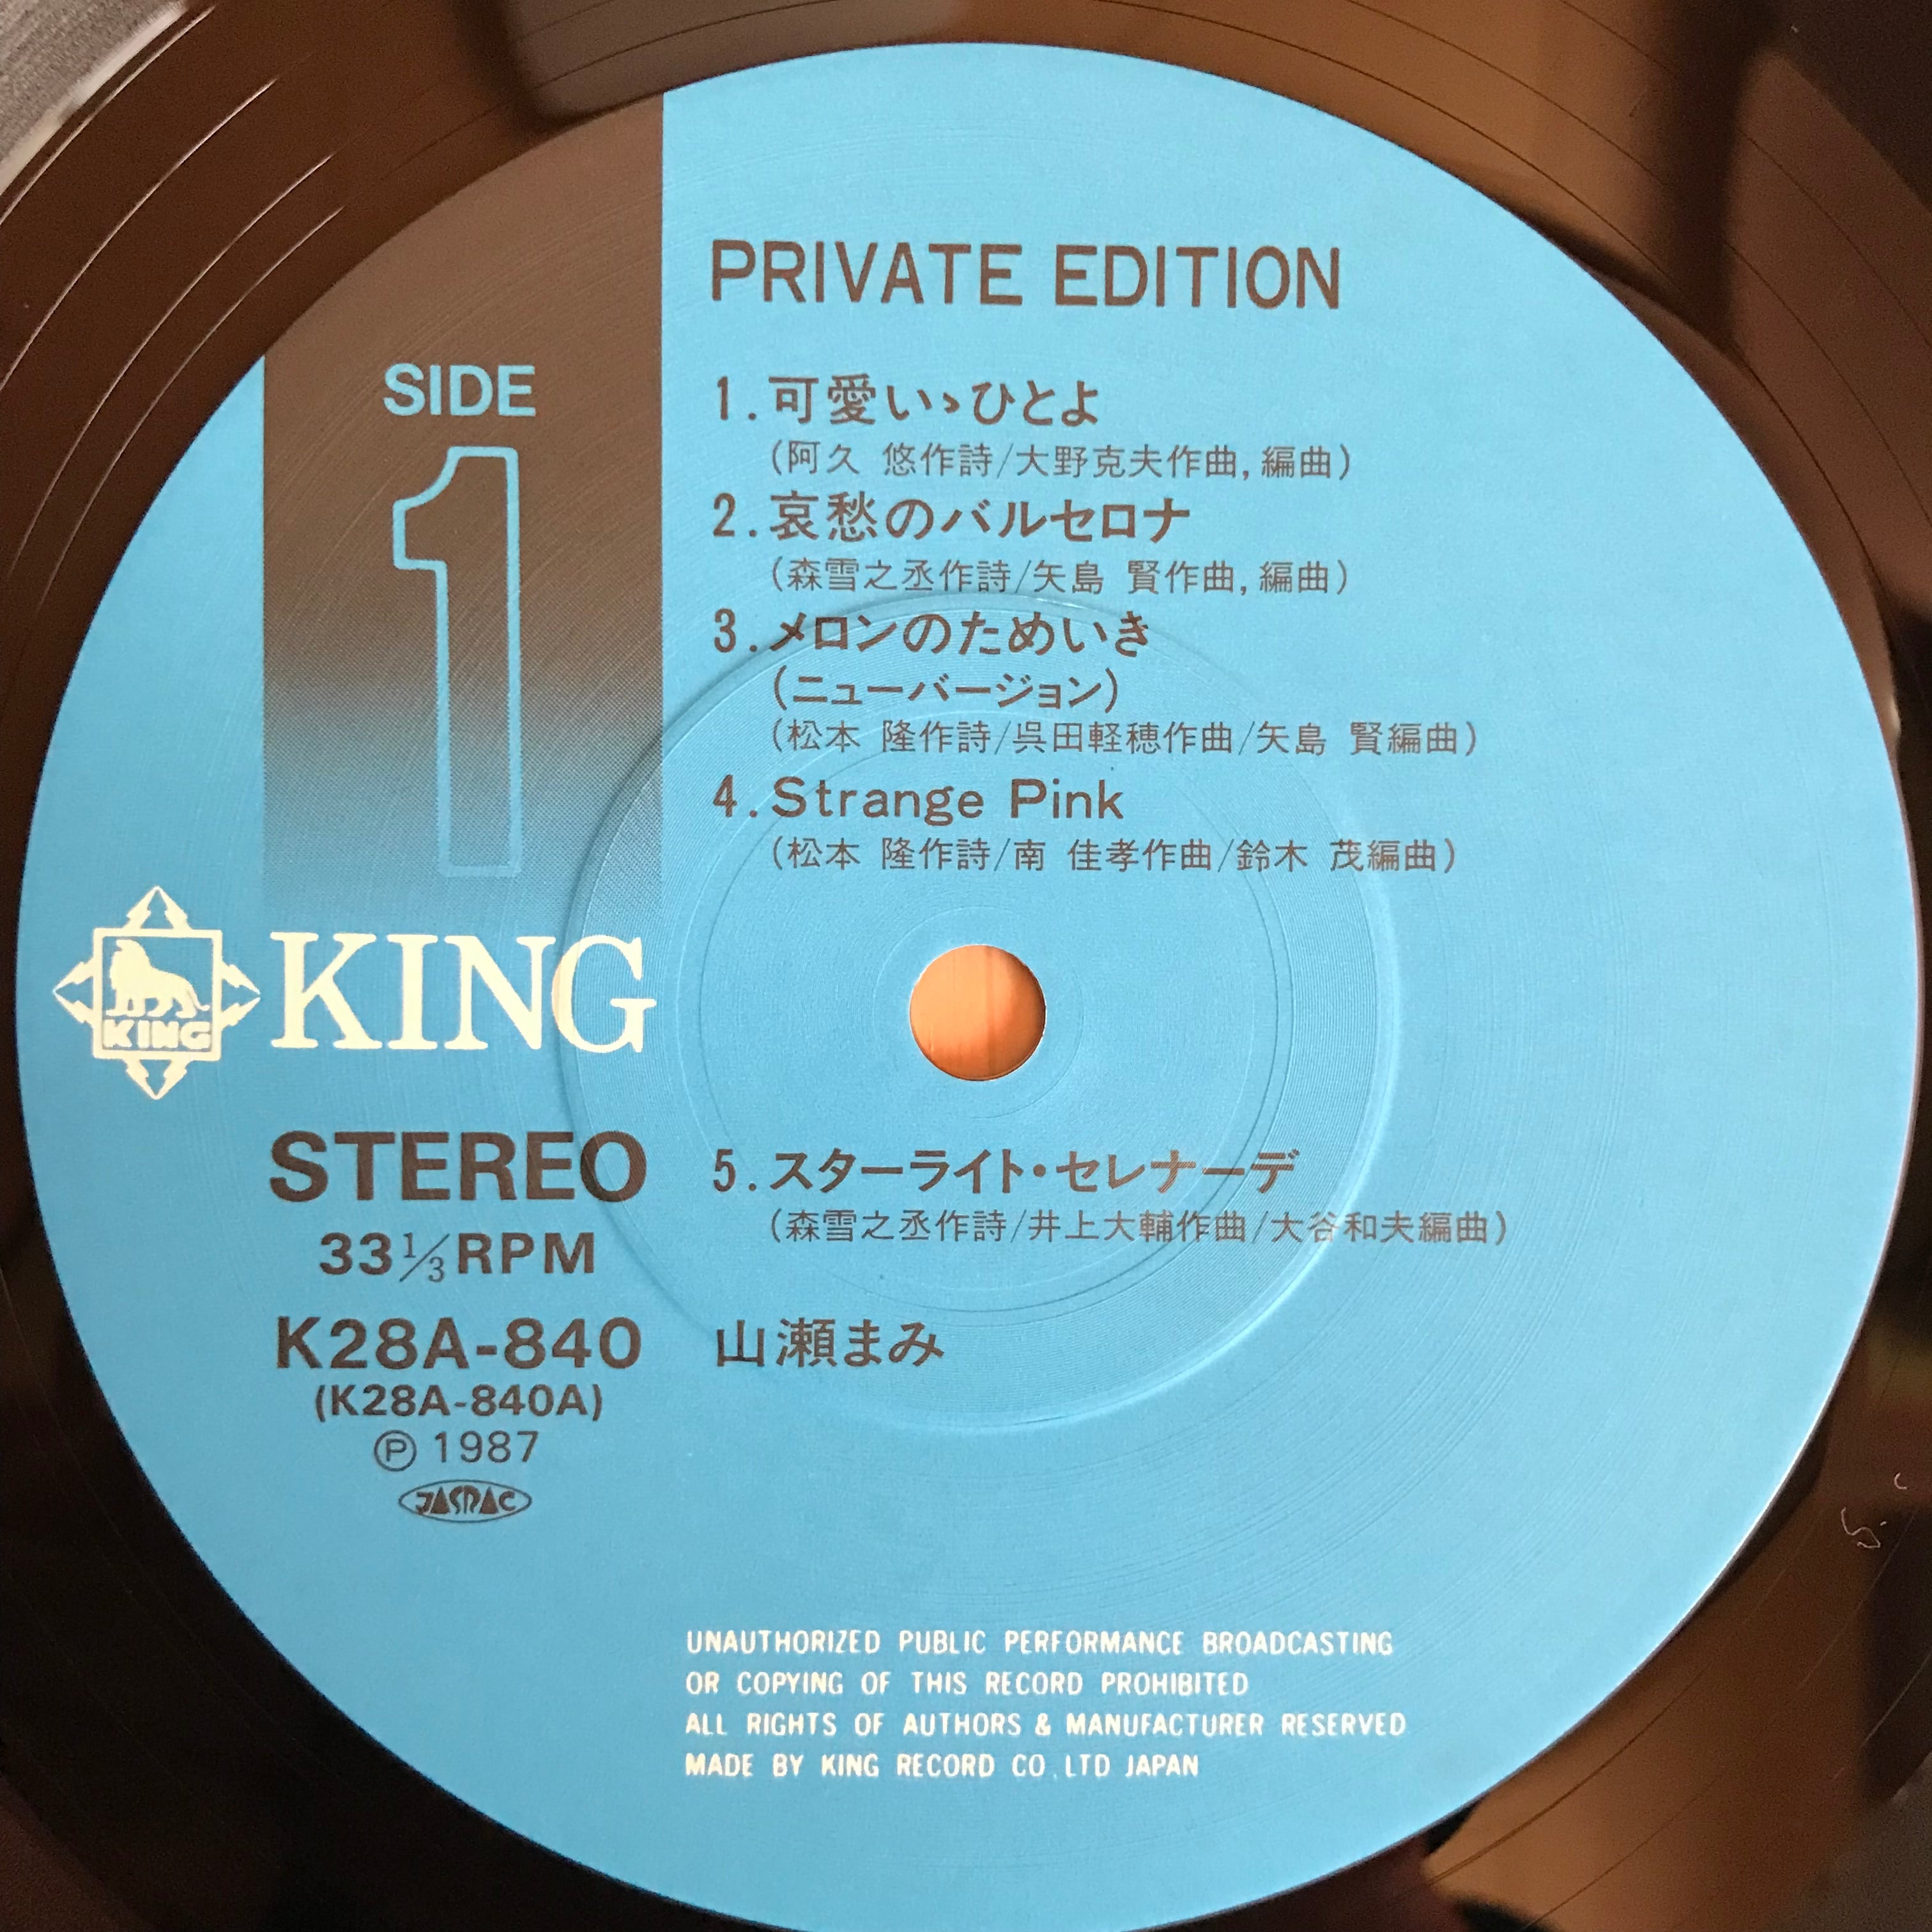 PRIVATE EDITION
SIDE
1
1.可愛いゝひとよ
(阿久 悠作詩/大野克夫作曲,編曲)
2.哀愁のバルセロナ
(森雪之丞作詩/矢島 賢作曲,編曲)
3.メロンのためいき
(ニューバージョン)
(松本 隆作詩/呉田軽穂作曲/矢島 賢編曲)
4.Strange Pink
(松本 隆作詩/南 佳孝作曲/鈴木 茂編曲)
KING
KING
STEREO
33 1/3 RPM
K28A-840
(K28A-840A)
Ⓟ 1987
JASRAC
5.スターライト・セレナーデ
(森雪之丞作詩/井上大輔作曲/大谷和夫編曲)
山瀬まみ
UNAUTHORIZED PUBLIC PERFORMANCE BROADCASTING
OR COPYING OF THIS RECORD PROHIBITED
ALL RIGHTS OF AUTHORS & MANUFACTURER RESERVED
MADE BY KING RECORD CO.,LTD JAPAN